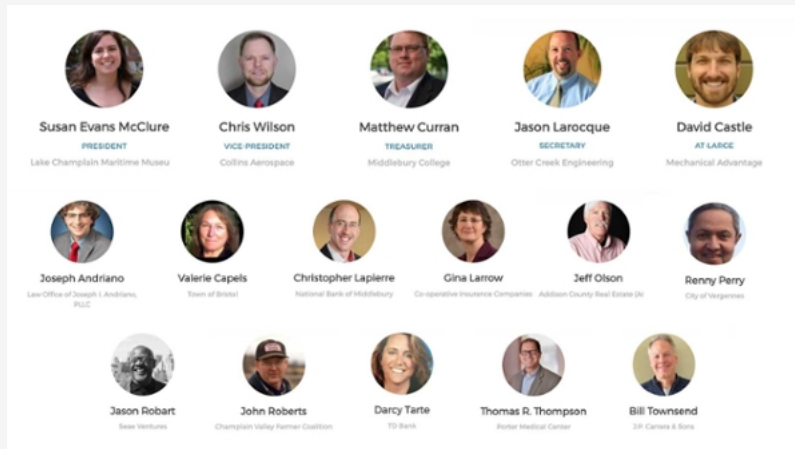 Susan Evans McClure
Chris Wilson
Matthew Curran
Jason Larocque
David Castle
PRESIDENT
VICE-PRESIDENT
TREASURER
SECRETARY
AT-LARGE
Lake Champlain Maritime Museu
Collins Aerospace
Middlebury College
Otter Creek Engineering
Mechanical Advantage
Joseph Andriano
Valerie Capels
Christopher Lapierre
Gina Larrow
Jeff Olson
Renny Perry
Law Office of Joseph I. Andriano,
PLLC
Town of Bristol
National Bank of Middlebury
Co-operative Insurance Companies
Addison County Real Estate (Ac
City of Vergennes
Jason Robart
John Roberts
Darcy Tarte
Thomas R. Thompson
Bill Townsend
Seae Ventures
Champlain Valley Farmer Coalition
TD Bank
Porter Medical Center
J.P. Carrara & Sons